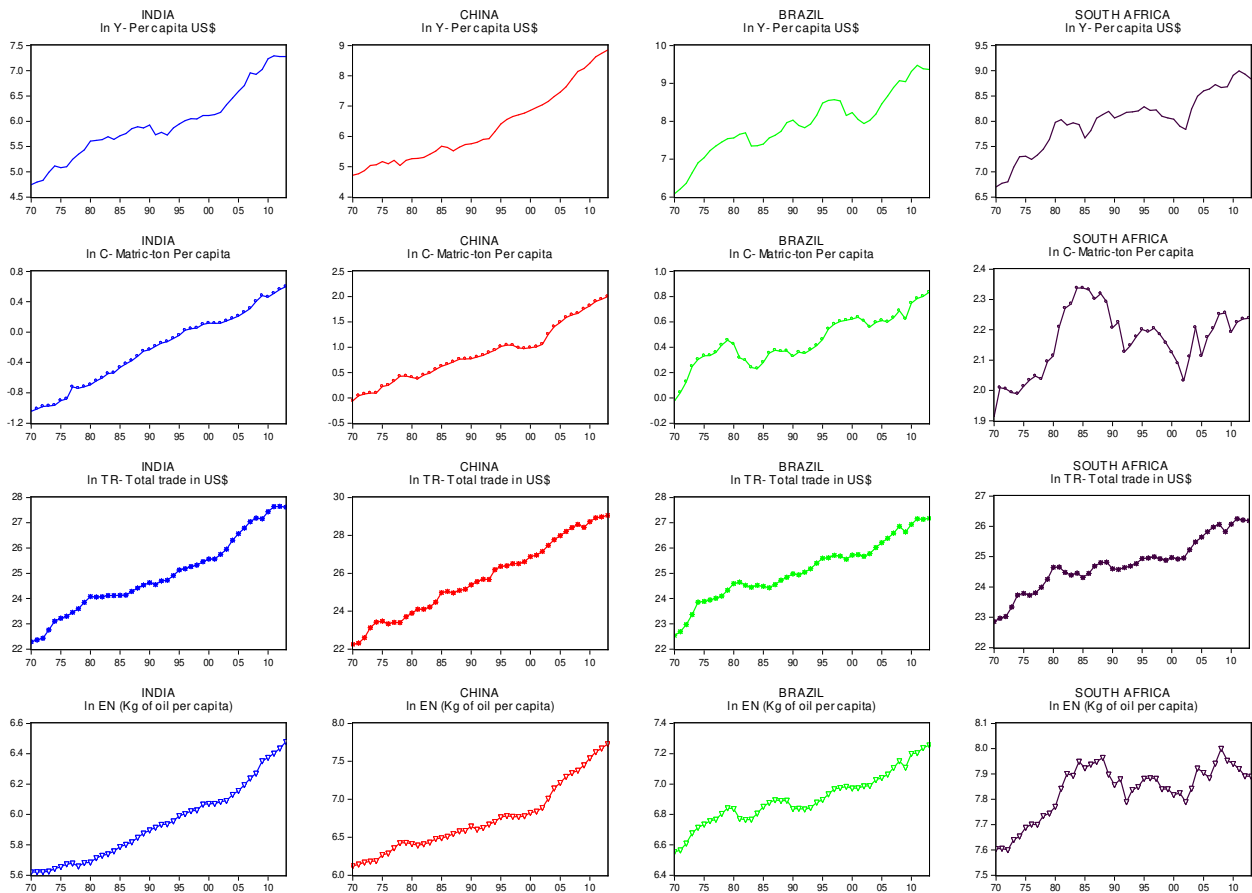 INDIA
ln Y- Per capita US$
7.5
7.0
6.5
6.0
5.5
5.0
4.5
70 75 80 85 90 95 00 05 10
CHINA
ln Y- Per capita US$
9
8
7
6
5
4
70 75 80 85 90 95 00 05 10
BRAZIL
ln Y- Per capita US$
10
9
8
7
6
70 75 80 85 90 95 00 05 10
SOUTH AFRICA
ln Y- Per capita US$
9.5
9.0
8.5
8.0
7.5
7.0
6.5
70 75 80 85 90 95 00 05 10
INDIA
ln C- Matric-ton Per capita
0.8
0.4
0.0
-0.4
-0.8
-1.2
70 75 80 85 90 95 00 05 10
CHINA
ln C- Matric-ton Per capita
2.5
2.0
1.5
1.0
0.5
0.0
-0.5
70 75 80 85 90 95 00 05 10
BRAZIL
ln C- Matric-ton Per capita
1.0
0.8
0.6
0.4
0.2
0.0
-0.2
70 75 80 85 90 95 00 05 10
SOUTH AFRICA
ln C- Matric-ton Per capita
2.4
2.3
2.2
2.1
2.0
1.9
70 75 80 85 90 95 00 05 10
INDIA
ln TR- Total trade in US$
28
27
26
25
24
23
22
70 75 80 85 90 95 00 05 10
CHINA
ln TR- Total trade in US$
30
28
26
24
22
70 75 80 85 90 95 00 05 10
BRAZIL
ln TR- Total trade in US$
28
27
26
25
24
23
22
70 75 80 85 90 95 00 05 10
SOUTH AFRICA
ln TR- Total trade in US$
27
26
25
24
23
22
70 75 80 85 90 95 00 05 10
INDIA
ln EN (Kg of oil per capita)
6.6
6.4
6.2
6.0
5.8
5.6
70 75 80 85 90 95 00 05 10
CHINA
ln EN (Kg of oil per capita)
8.0
7.5
7.0
6.5
6.0
70 75 80 85 90 95 00 05 10
BRAZIL
ln EN (Kg of oil per capita)
7.4
7.2
7.0
6.8
6.6
6.4
70 75 80 85 90 95 00 05 10
SOUTH AFRICA
ln EN (Kg of oil per capita)
8.1
8.0
7.9
7.8
7.7
7.6
7.5
70 75 80 85 90 95 00 05 10